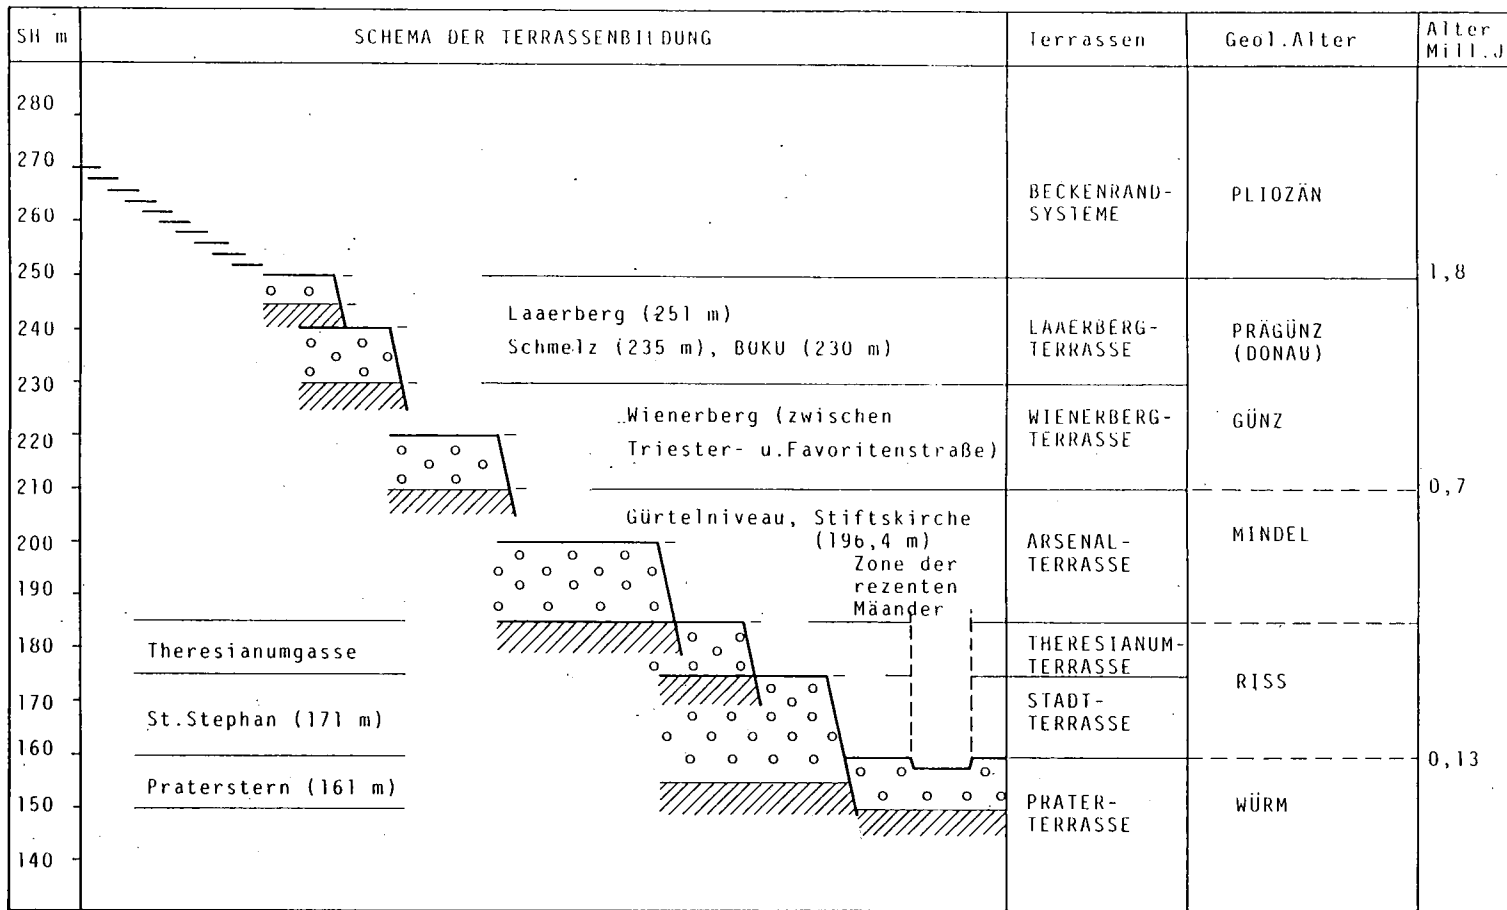 SH m
SCHEMA DER TERRASSENBILDUNG
Terrassen
Geol.Alter
Alter
Mill.J
280
270
260
250
240
230
220
210
200
190
180
170
160
150
140
BECKENRAND-
SYSTEME
PLIOZÄN
1,8
Laaerberg (251 m)
Schmelz (235 m), BOKU (230 m)
LAAERBERG-
TERRASSE
PRÄGÜNZ
(DONAU)
Wienerberg (zwischen
Triester- u.Favoritenstraße)
WIENERBERG-
TERRASSE
GÜNZ
0,7
Gürtelniveau, Stiftskirche
(196,4 m)
Zone der
rezenten
Mäander
ARSENAL-
TERRASSE
MINDEL
Theresianumgasse
THERESIANUM-
TERRASSE
RISS
St.Stephan (171 m)
STADT-
TERRASSE
0,13
Praterstern (161 m)
PRATER-
TERRASSE
WÜRM